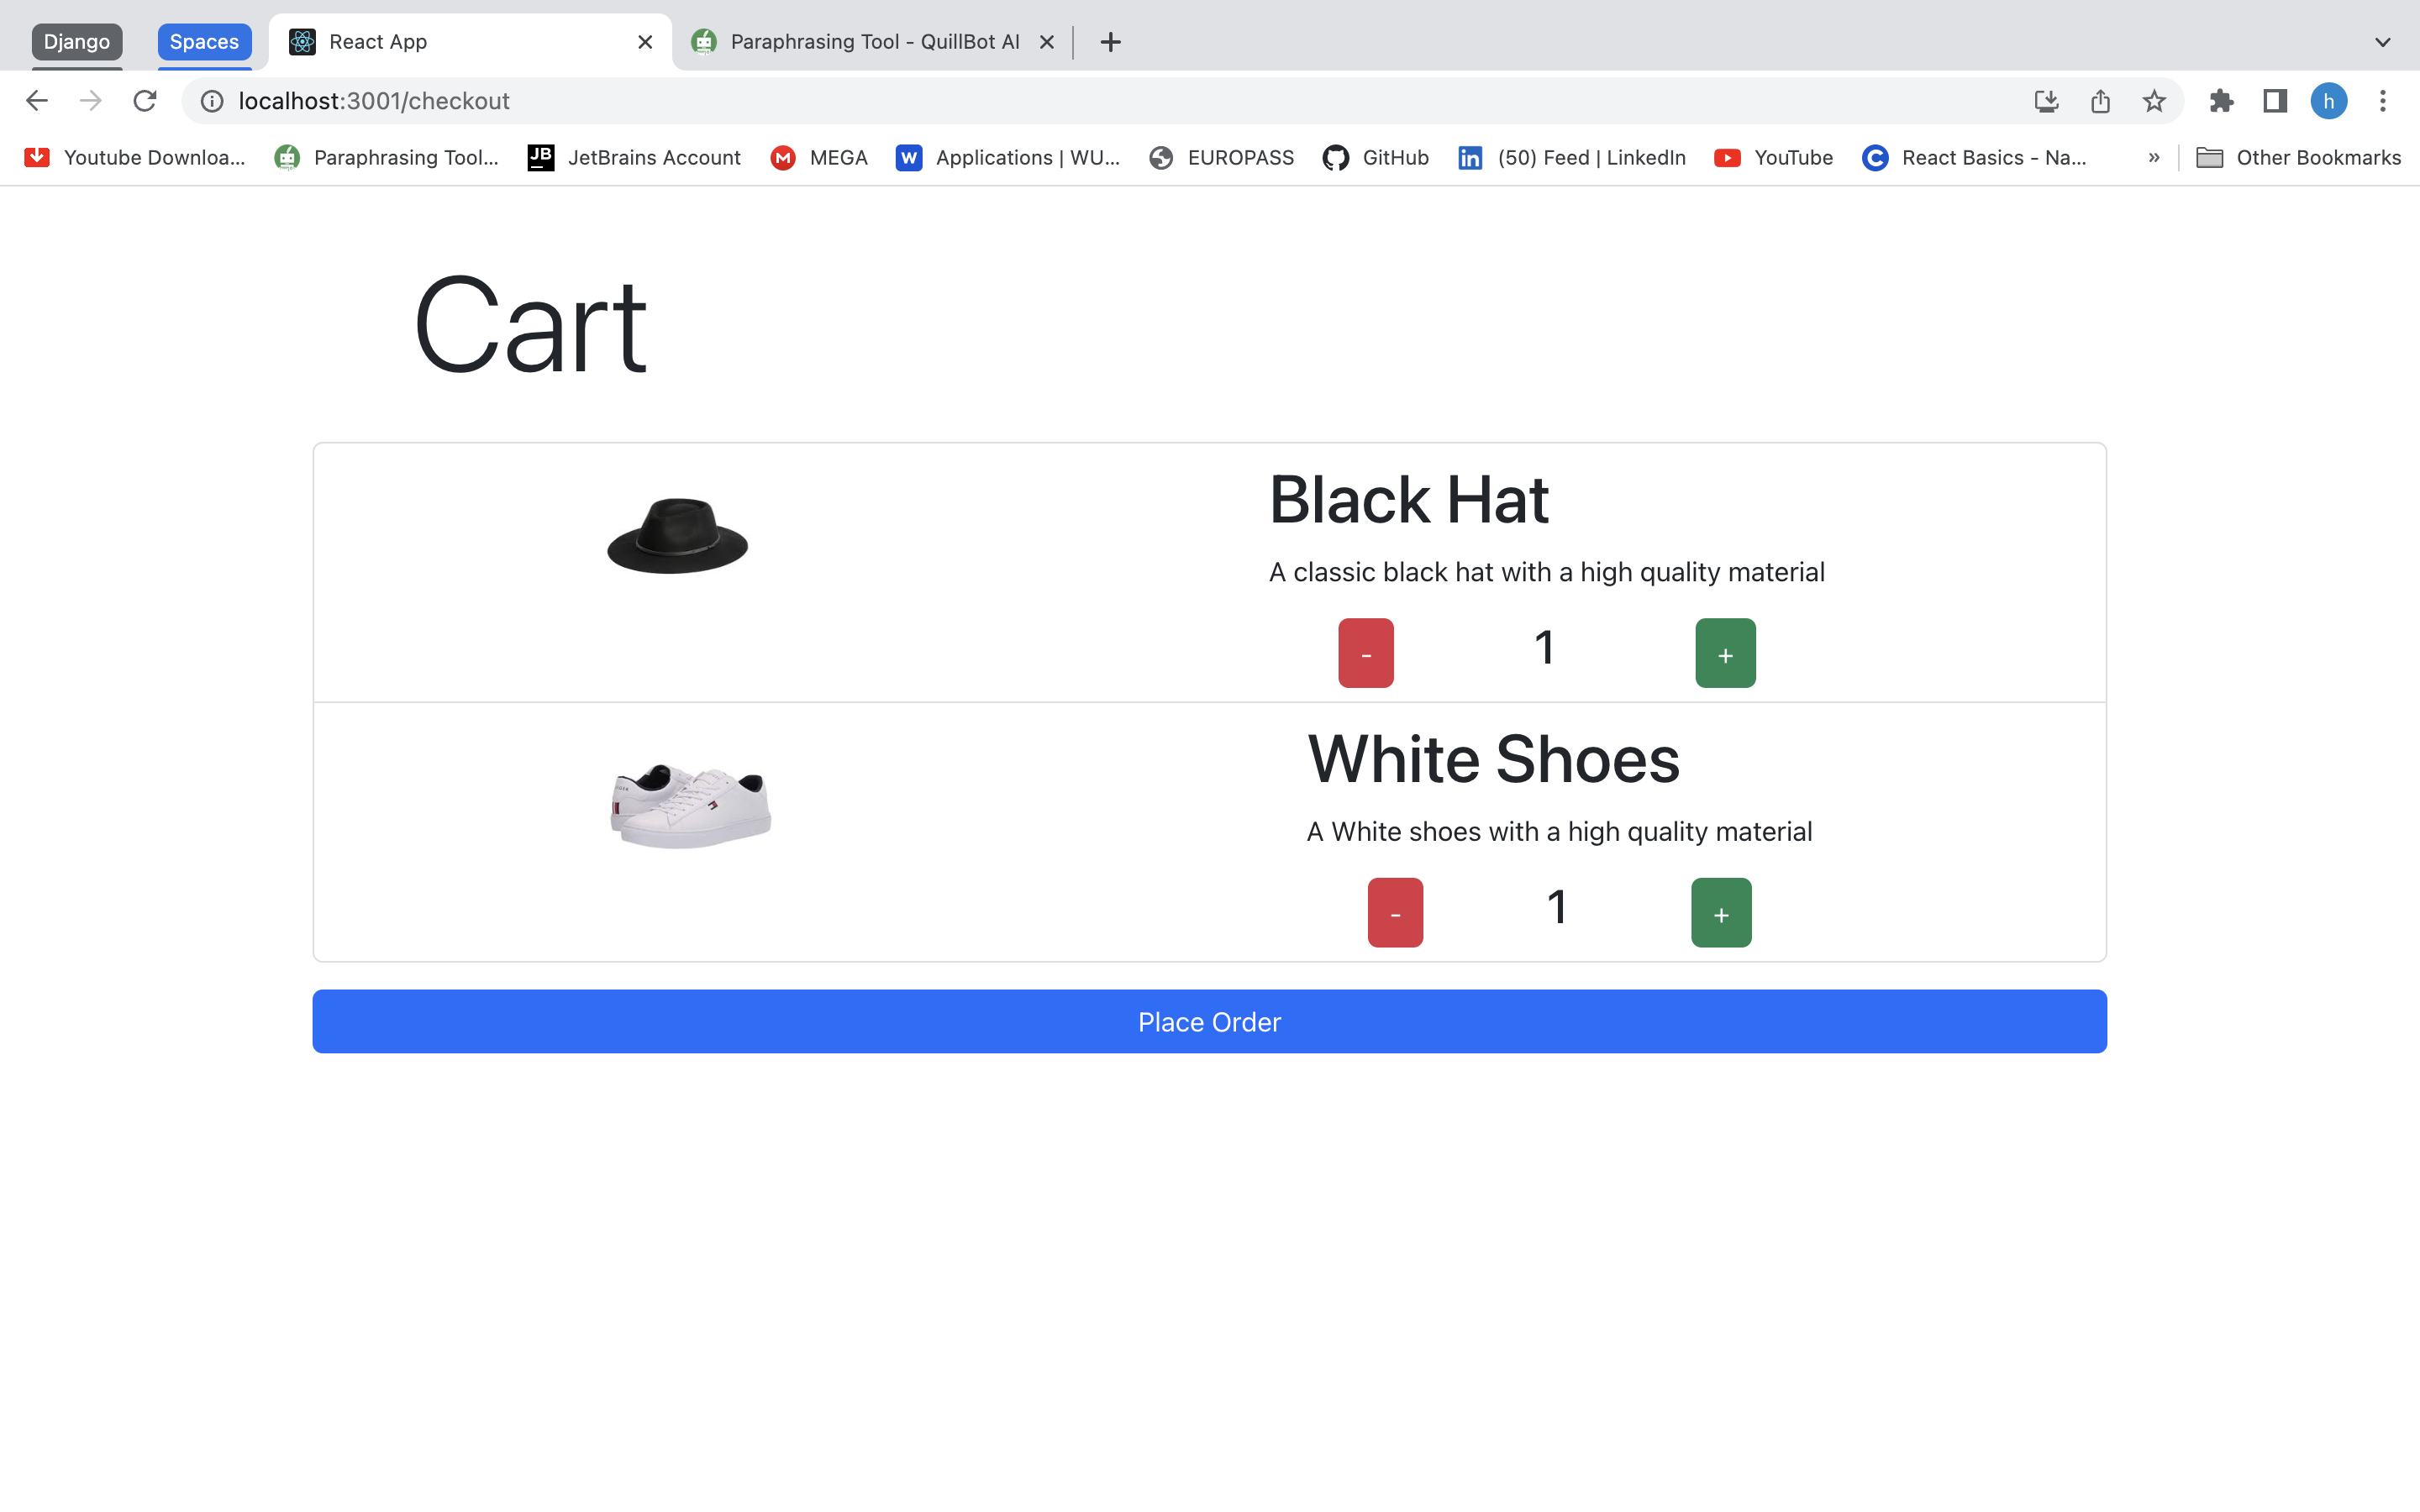 Django
Spaces
React App
Paraphrasing Tool - QuillBot AI
localhost:3001/checkout
h
Youtube Downloa...
Paraphrasing Tool...
JB
JetBrains Account
M
MEGA
W
Applications | WU...
EUROPASS
GitHub
in
(50) Feed | LinkedIn
YouTube
C
React Basics - Na...
»
Other Bookmarks
Cart
Black Hat
A classic black hat with a high quality material
- 1 +
White Shoes
A White shoes with a high quality material
- 1 +
Place Order